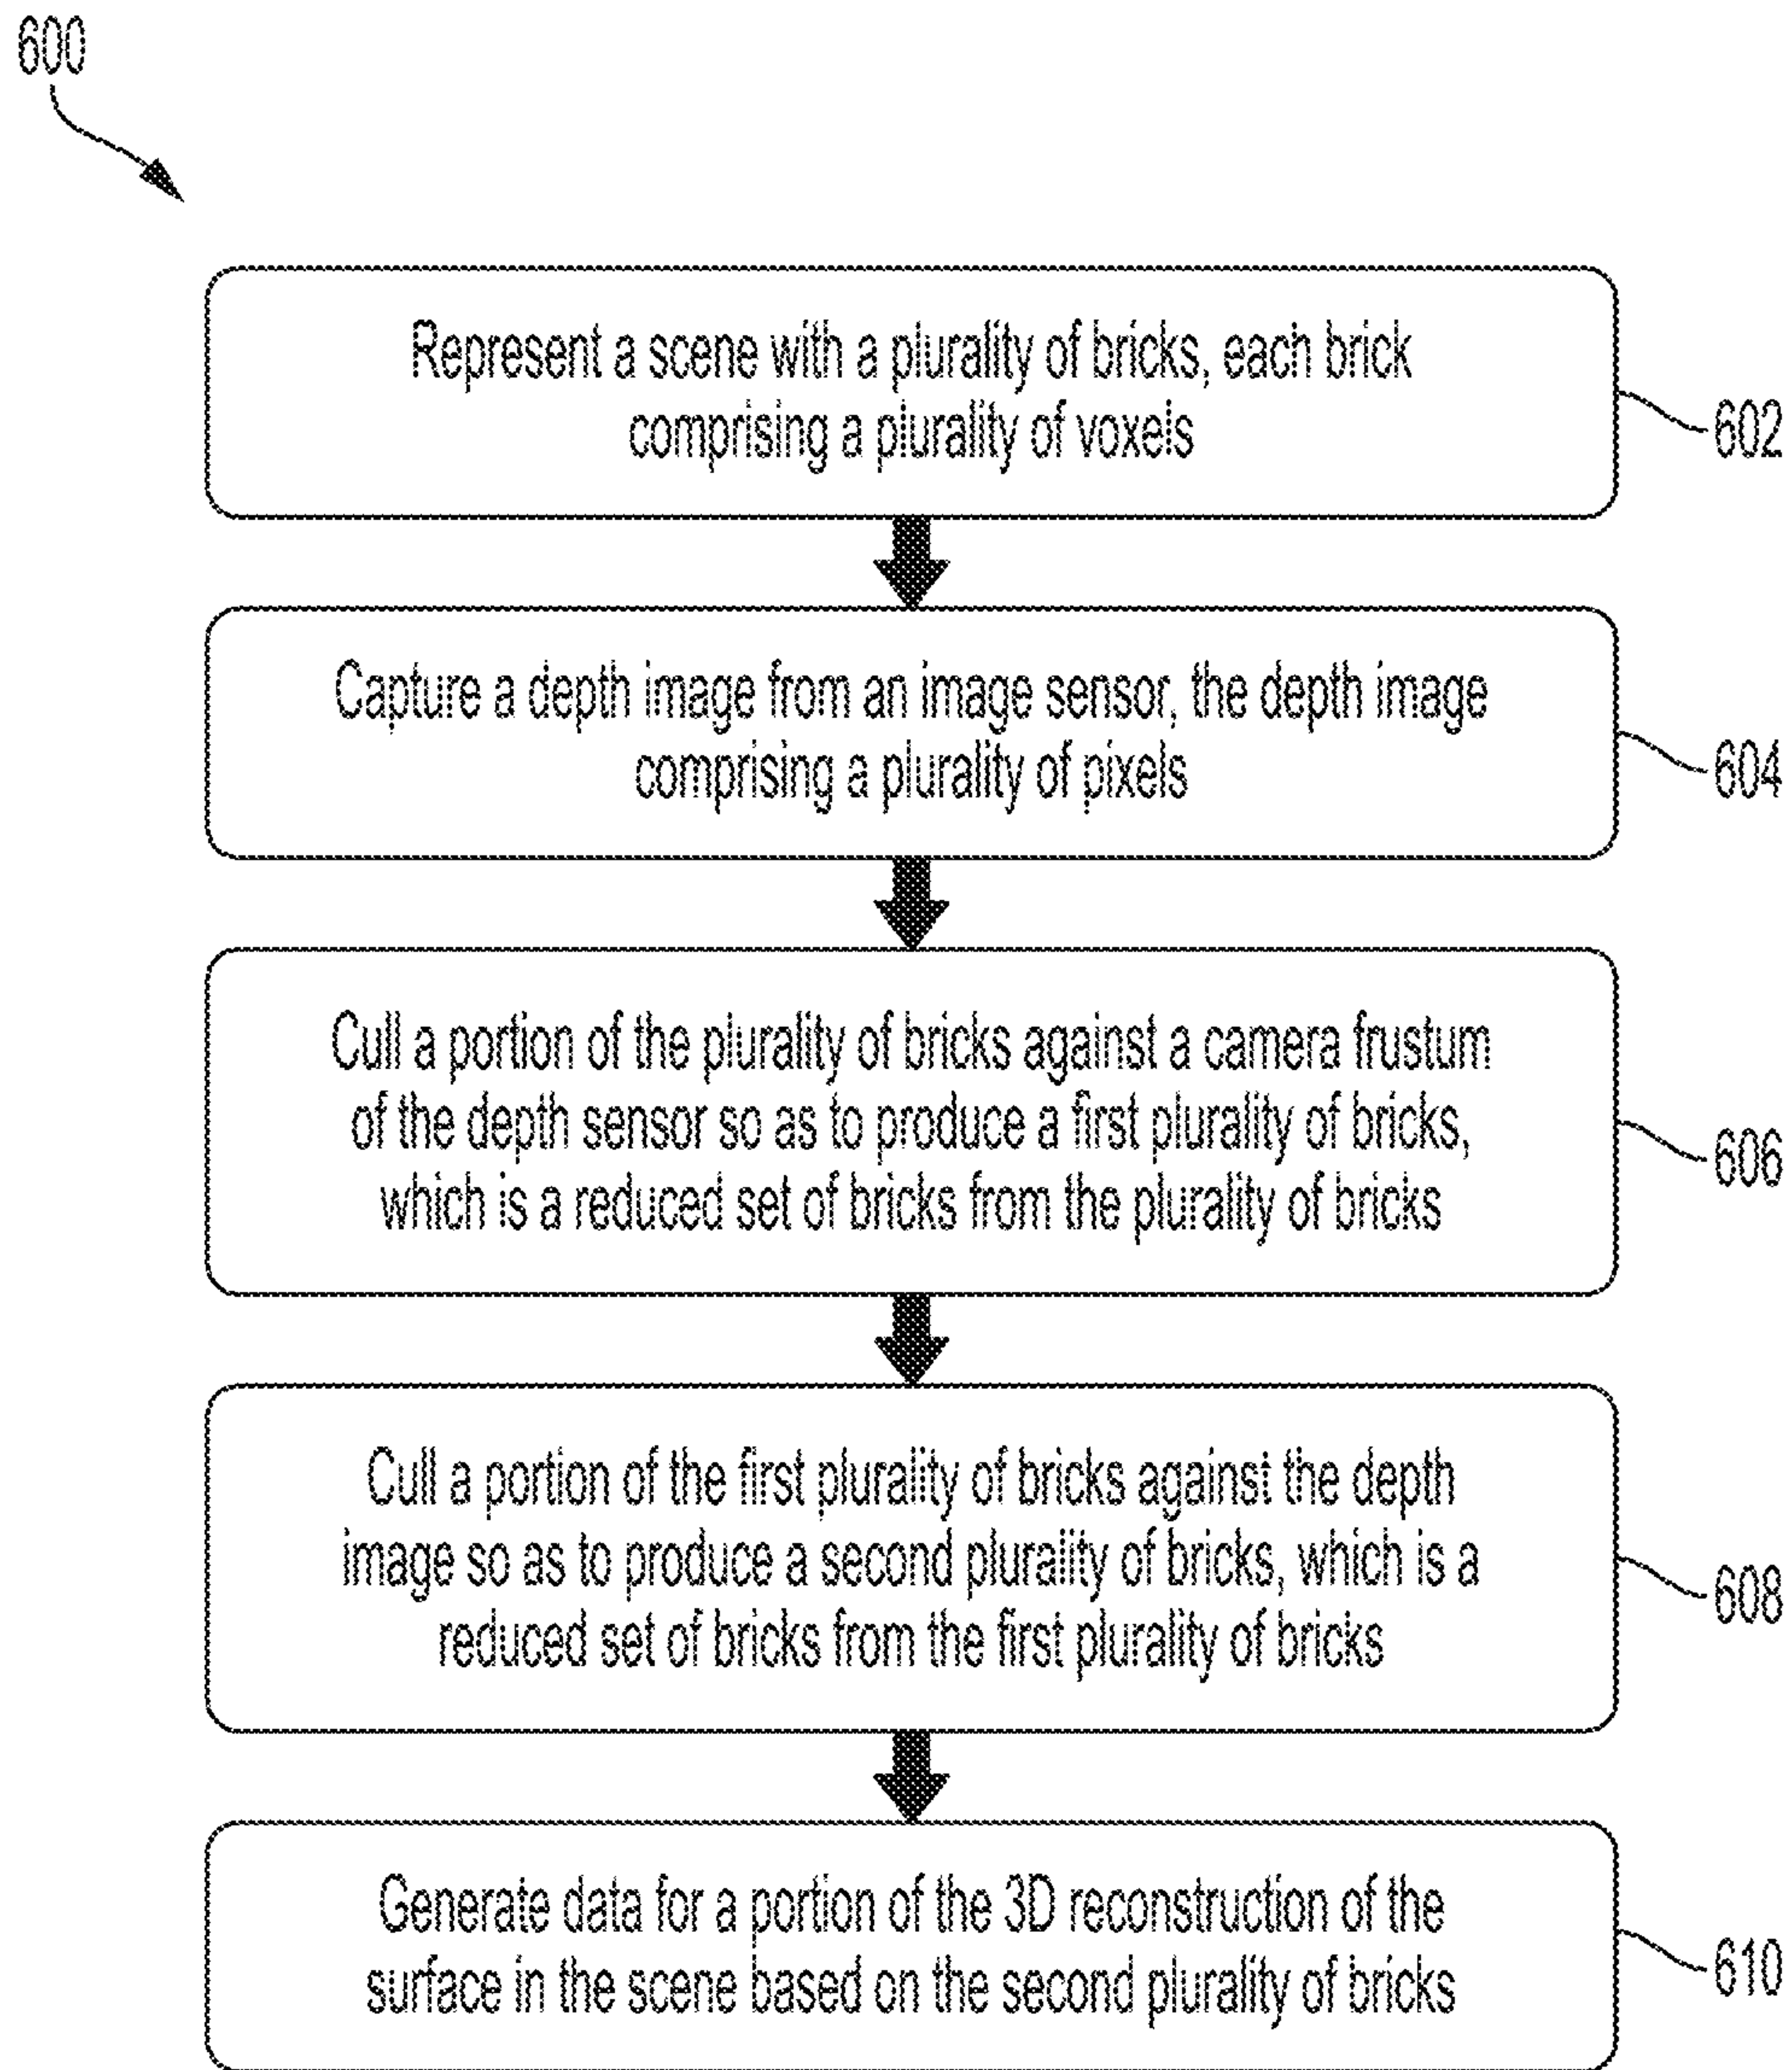 600
Represent a scene with a plurality of bricks, each brick
comprising a plurality of voxels
602
Capture a depth image from an image sensor, the depth image
comprising a plurality of pixels
604
Cull a portion of the plurality of bricks against a camera frustum
of the depth sensor so as to produce a first plurality of bricks,
which is a reduced set of bricks from the plurality of bricks
606
Cull a portion of the first plurality of bricks against the depth
image so as to produce a second plurality of bricks, which is a
reduced set of bricks from the first plurality of bricks
608
Generate data for a portion of the 3D reconstruction of the
surface in the scene based on the second plurality of bricks
610